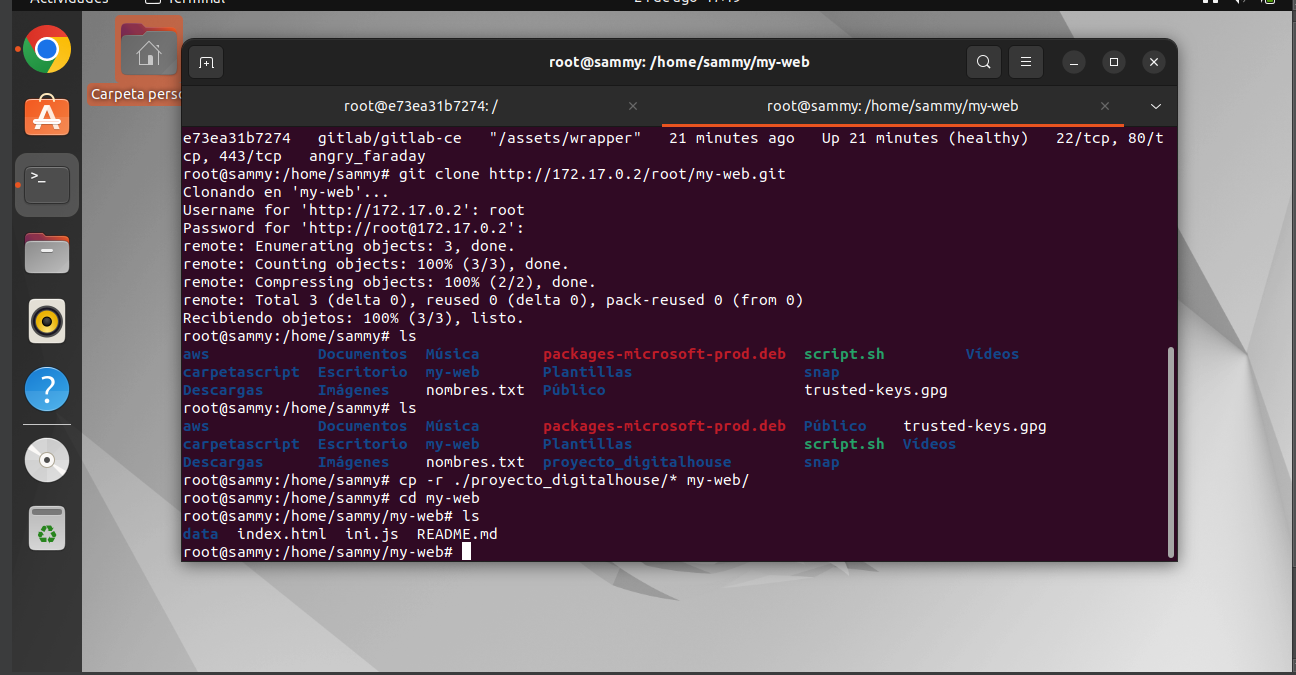 Actividades Terminal
Carpeta perso
root@sammy: /home/sammy/my-web
root@e73ea31b7274: /
root@sammy: /home/sammy/my-web
e73ea31b7274   gitlab/gitlab-ce   "/assets/wrapper"   21 minutes ago   Up 21 minutes (healthy)   22/tcp, 80/t
cp, 443/tcp   angry_faraday
root@sammy:/home/sammy# git clone http://172.17.0.2/root/my-web.git
Clonando en 'my-web'...
Username for 'http://172.17.0.2': root
Password for 'http://root@172.17.0.2':
remote: Enumerating objects: 3, done.
remote: Counting objects: 100% (3/3), done.
remote: Compressing objects: 100% (2/2), done.
remote: Total 3 (delta 0), reused 0 (delta 0), pack-reused 0 (from 0)
Recibiendo objetos: 100% (3/3), listo.
root@sammy:/home/sammy# ls
aws Documentos Música packages-microsoft-prod.deb script.sh Vídeos
carpetascript Escritorio my-web Plantillas snap
Descargas Imágenes nombres.txt Público trusted-keys.gpg
root@sammy:/home/sammy# ls
aws Documentos Música packages-microsoft-prod.deb Público trusted-keys.gpg
carpetascript Escritorio my-web Plantillas script.sh Vídeos
Descargas Imágenes nombres.txt proyecto_digitalhouse snap
root@sammy:/home/sammy# cp -r ./proyecto_digitalhouse/* my-web/
root@sammy:/home/sammy# cd my-web
root@sammy:/home/sammy/my-web# ls
data index.html ini.js README.md
root@sammy:/home/sammy/my-web#